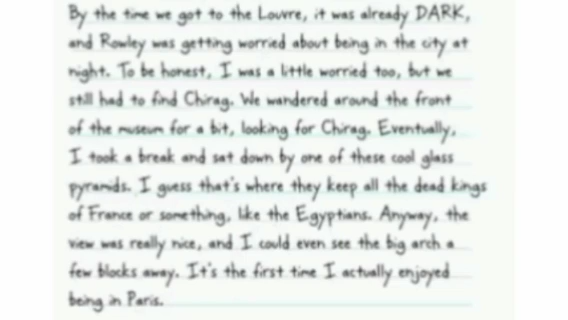 By the time we got to the Louvre, it was already DARK,
and Rowley was getting worried about being in the city at
night. To be honest, I was a little worried too, but we
still had to find Chirag. We wandered around the front
of the museum for a bit, looking for Chirag. Eventually,
I took a break and sat down by one of these cool glass
pyramids. I guess that's where they keep all the dead kings
of France or something, like the Egyptians. Anyway, the
view was really nice, and I could even see the big arch a
few blocks away. It's the first time I actually enjoyed
being in Paris.